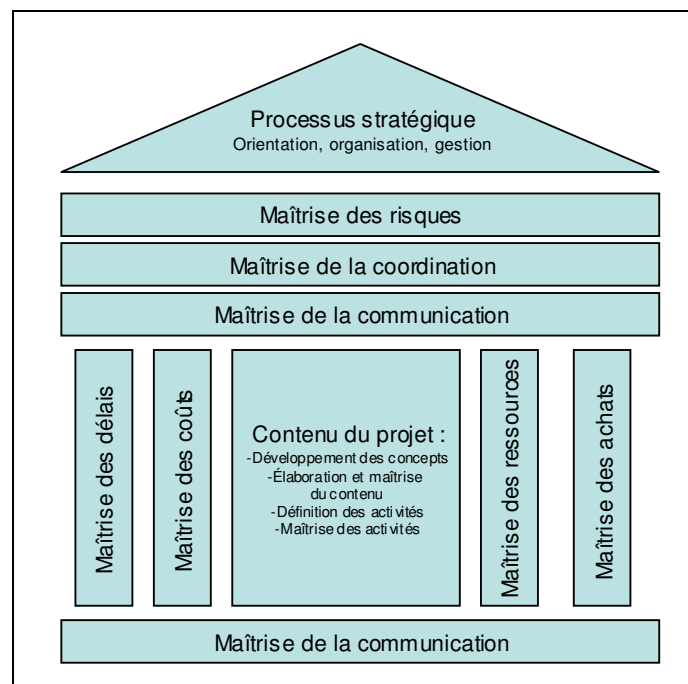 Processus stratégique
Orientation, organisation, gestion
Maîtrise des risques
Maîtrise de la coordination
Maîtrise de la communication
Maîtrise des délais
Maîtrise des coûts
Contenu du projet :
-Développement des concepts
-Élaboration et maîtrise
du contenu
-Définition des activités
-Maîtrise des activités
Maîtrise des ressources
Maîtrise des achats
Maîtrise de la communication